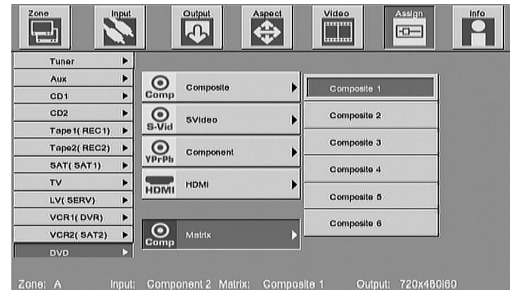 Zone Input Output Aspect Video Assign Info
Tuner
Aux
CD1
CD2
Tape1( REC1)
Tape2( REC2)
SAT( SAT1)
TV
LV( SERV)
VCR1( DVR)
VCR2( SAT2)
DVD
Comp Composite
S-Vid SVideo
YPrPb Component
HDMI HDMI
Comp Matrix
Composite 1
Composite 2
Composite 3
Composite 4
Composite 5
Composite 6
Zone: A Input: Component 2 Matrix: Composite 1 Output: 720x480i60